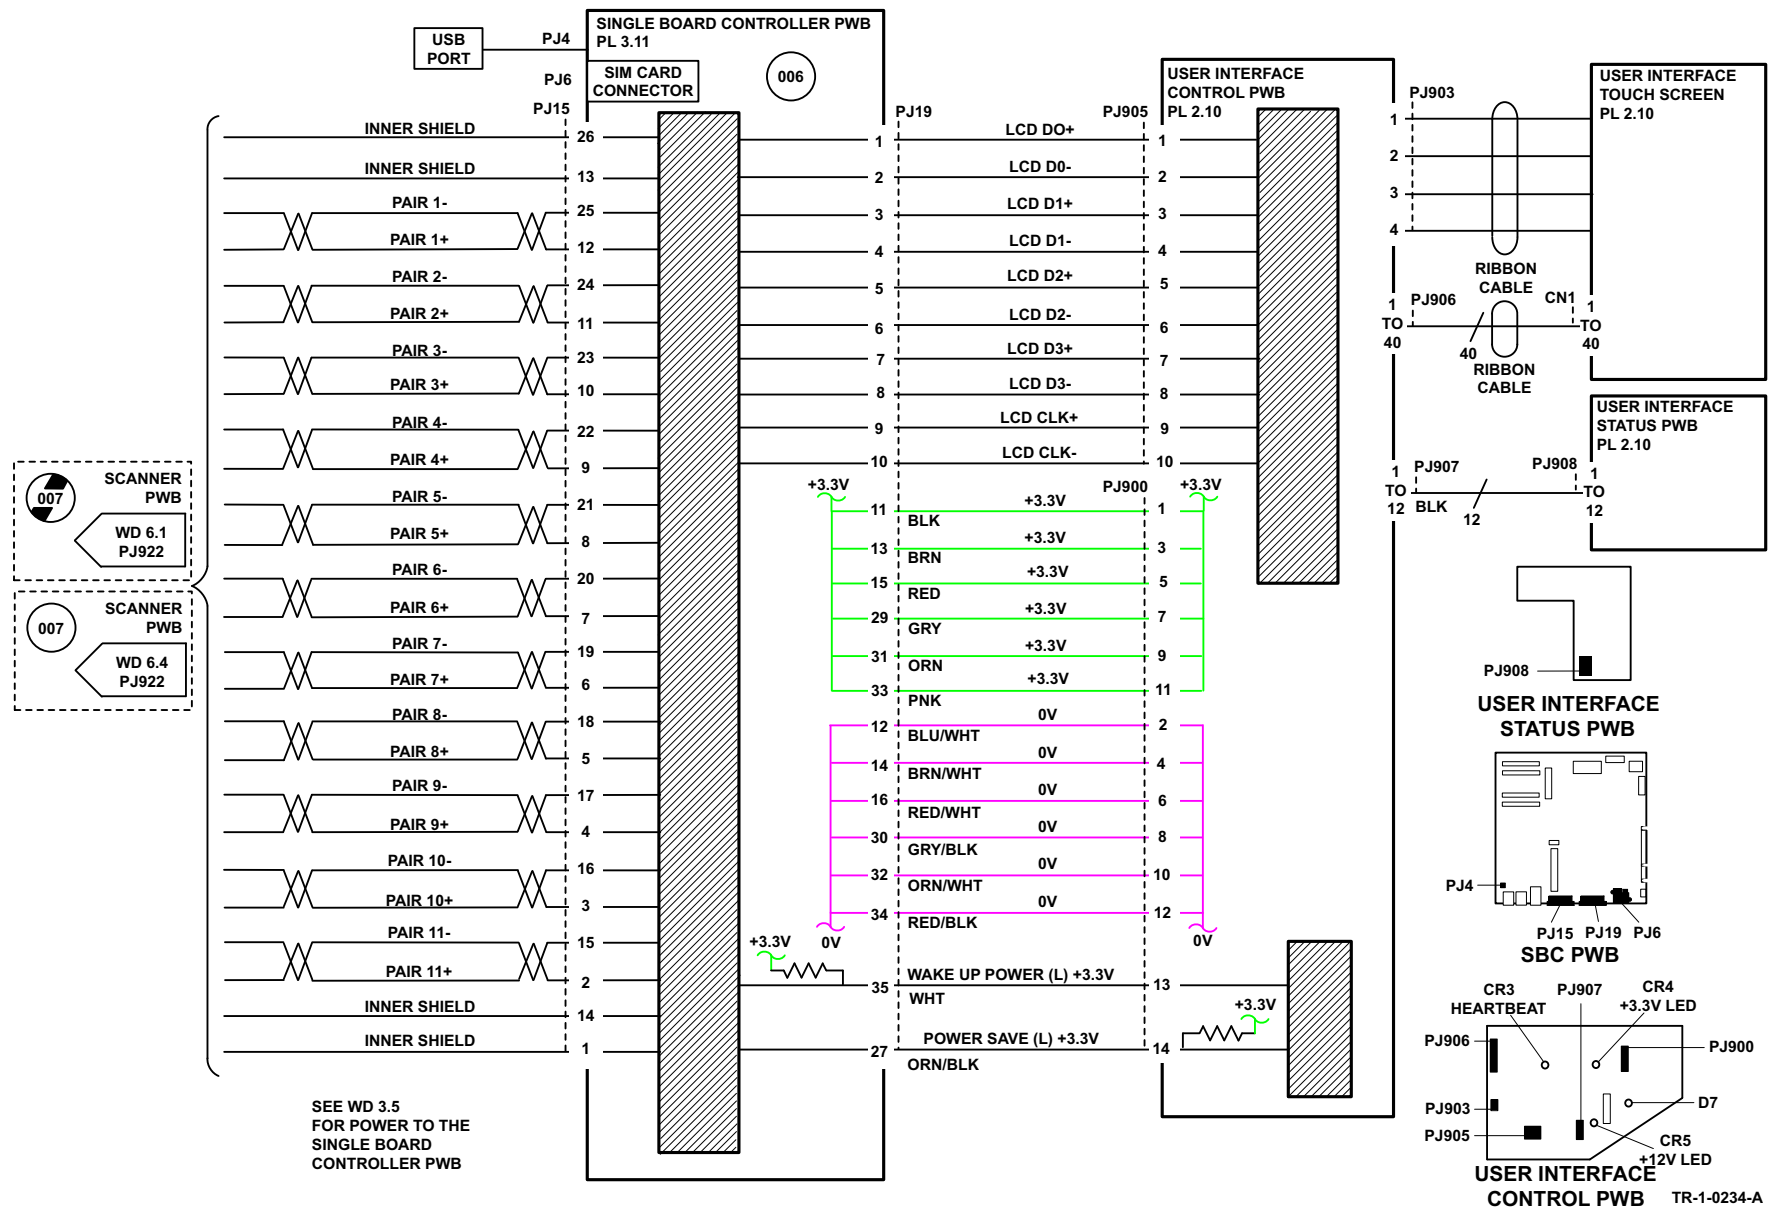 USB
PORT
PJ4
SINGLE BOARD CONTROLLER PWB
PL 3.11
006
PJ6
SIM CARD
CONNECTOR
PJ15
INNER SHIELD
26
INNER SHIELD
13
PAIR 1-
25
PAIR 1+
12
PAIR 2-
24
PAIR 2+
11
PAIR 3-
23
PAIR 3+
10
PAIR 4-
22
PAIR 4+
9
PAIR 5-
21
PAIR 5+
8
PAIR 6-
20
PAIR 6+
7
PAIR 7-
19
PAIR 7+
6
PAIR 8-
18
PAIR 8+
5
PAIR 9-
17
PAIR 9+
4
PAIR 10-
16
PAIR 10+
3
PAIR 11-
15
PAIR 11+
2
INNER SHIELD
14
INNER SHIELD
1
007
SCANNER
PWB
WD 6.1
PJ922
007
SCANNER
PWB
WD 6.4
PJ922
SEE WD 3.5
FOR POWER TO THE
SINGLE BOARD
CONTROLLER PWB
PJ19
PJ905
USER INTERFACE
CONTROL PWB
PL 2.10
1 LCD DO+ 1
2 LCD D0- 2
3 LCD D1+ 3
4 LCD D1- 4
5 LCD D2+ 5
6 LCD D2- 6
7 LCD D3+ 7
8 LCD D3- 8
9 LCD CLK+ 9
10 LCD CLK- 10
+3.3V
PJ900
+3.3V
11 BLK +3.3V 1
13 BRN +3.3V 3
15 RED +3.3V 5
29 GRY +3.3V 7
31 ORN +3.3V 9
33 PNK +3.3V 11
12 BLU/WHT 0V 2
14 BRN/WHT 0V 4
16 RED/WHT 0V 6
30 GRY/BLK 0V 8
32 ORN/WHT 0V 10
34 RED/BLK 0V 12
0V
0V
+3.3V
35 WAKE UP POWER (L) +3.3V 13
WHT
+3.3V
27 POWER SAVE (L) +3.3V 14
ORN/BLK
PJ903
1
2
3
4
RIBBON
CABLE
USER INTERFACE
TOUCH SCREEN
PL 2.10
1
TO
40
PJ906
40
CN1
1
TO
40
RIBBON
CABLE
USER INTERFACE
STATUS PWB
PL 2.10
1
TO
12
PJ907
BLK
12
PJ908
1
TO
12
PJ908
USER INTERFACE
STATUS PWB
PJ4
PJ15
PJ19
PJ6
SBC PWB
CR3
HEARTBEAT
PJ907
CR4
+3.3V LED
PJ906
PJ900
PJ903
D7
PJ905
CR5
+12V LED
USER INTERFACE
CONTROL PWB
TR-1-0234-A